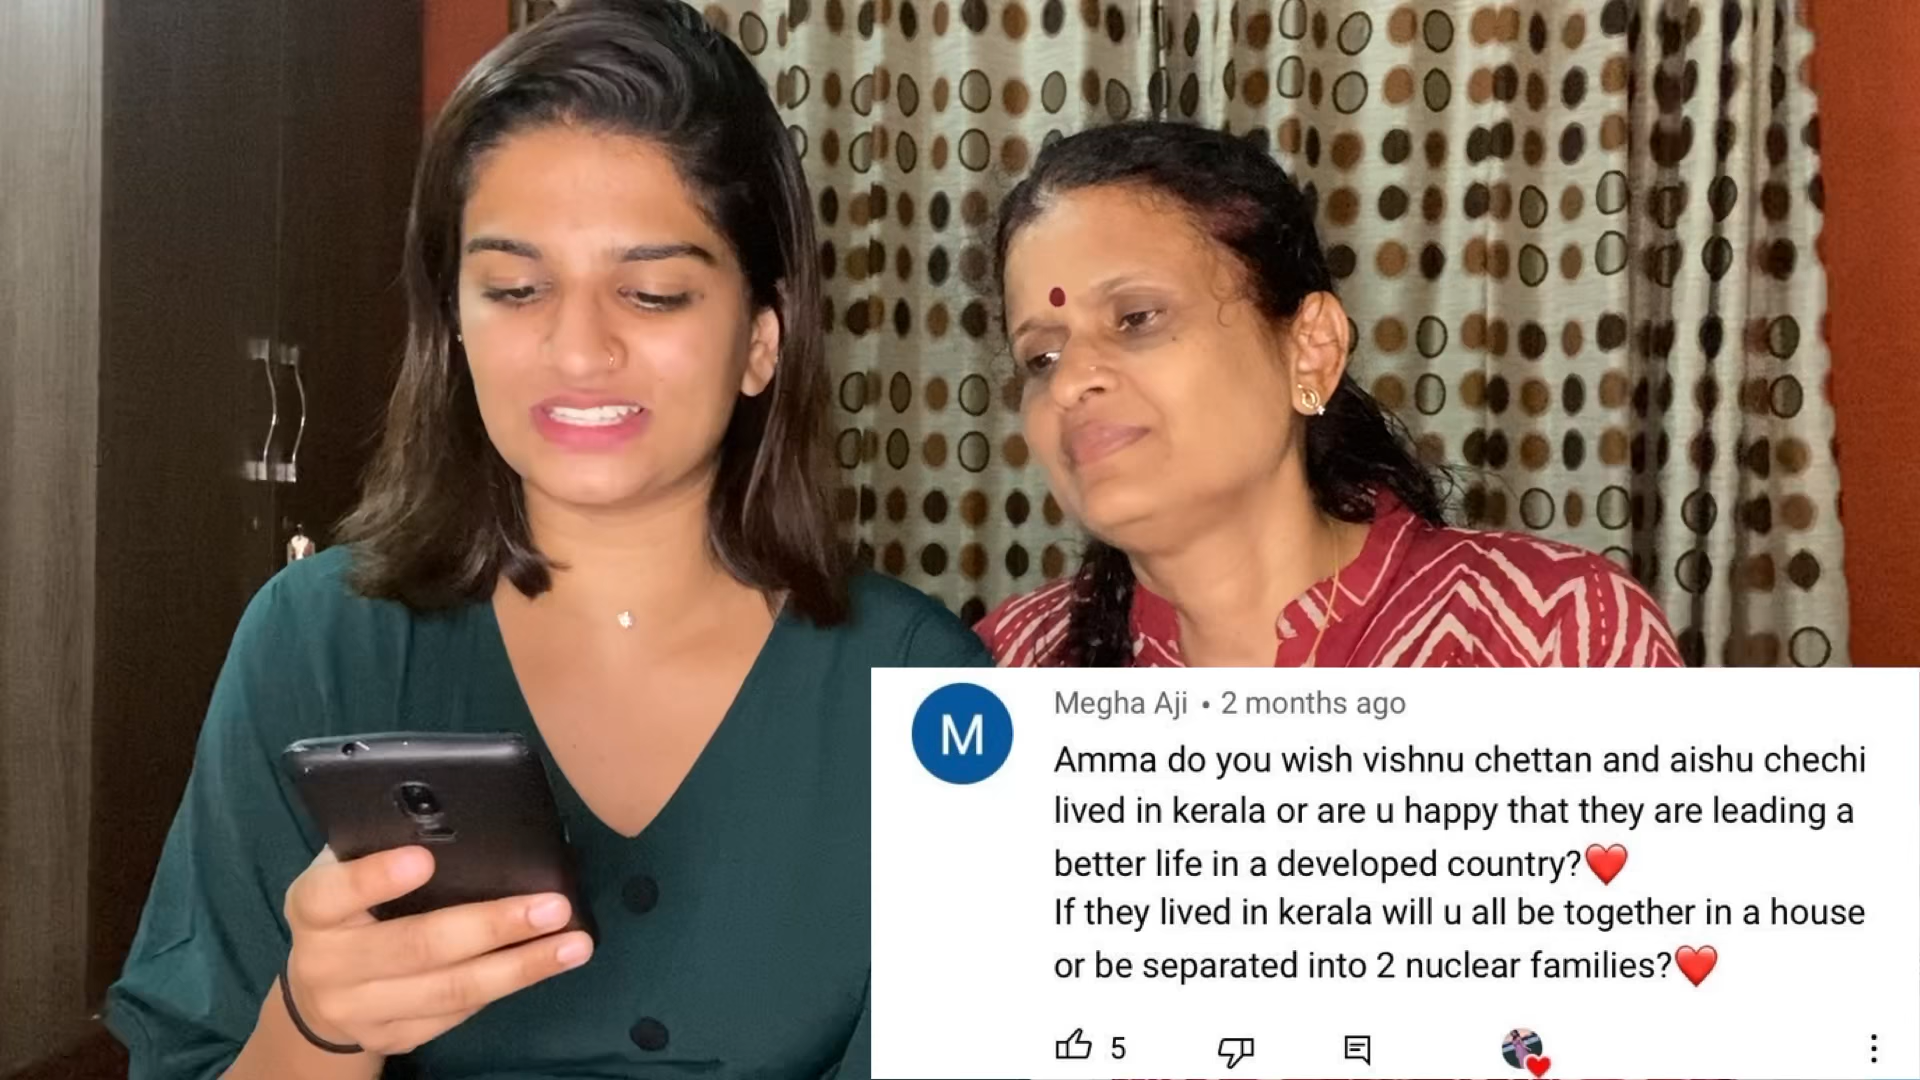 M
Megha Aji • 2 months ago
Amma do you wish vishnu chettan and aishu chechi
lived in kerala or are u happy that they are leading a
better life in a developed country?❤️
If they lived in kerala will u all be together in a house
or be separated into 2 nuclear families?❤️
5